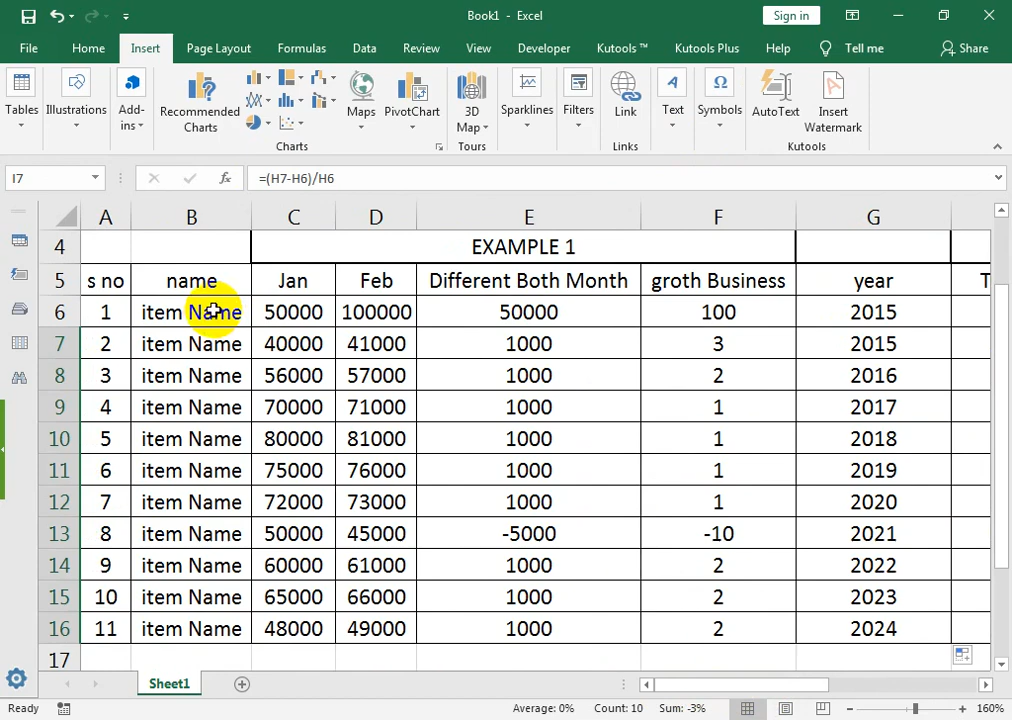 Book1 - Excel
Sign in
File Home Insert Page Layout Formulas Data Review View Developer Kutools ™ Kutools Plus Help Tell me Share
Tables
Illustrations
Add-
ins
Recommended
Charts
Maps
PivotChart
3D
Map
Sparklines
Filters
Link
Text
Symbols
AutoText
Insert
Watermark
Charts Tours Links Kutools
I7 fx =(H7-H6)/H6
A B C D E F G
4 EXAMPLE 1
5 s no name Jan Feb Different Both Month groth Business year T
6 1 item Name 50000 100000 50000 100 2015
7 2 item Name 40000 41000 1000 3 2015
8 3 item Name 56000 57000 1000 2 2016
9 4 item Name 70000 71000 1000 1 2017
10 5 item Name 80000 81000 1000 1 2018
11 6 item Name 75000 76000 1000 1 2019
12 7 item Name 72000 73000 1000 1 2020
13 8 item Name 50000 45000 -5000 -10 2021
14 9 item Name 60000 61000 1000 2 2022
15 10 item Name 65000 66000 1000 2 2023
16 11 item Name 48000 49000 1000 2 2024
17
Sheet1
Ready Average: 0% Count: 10 Sum: -3% 160%